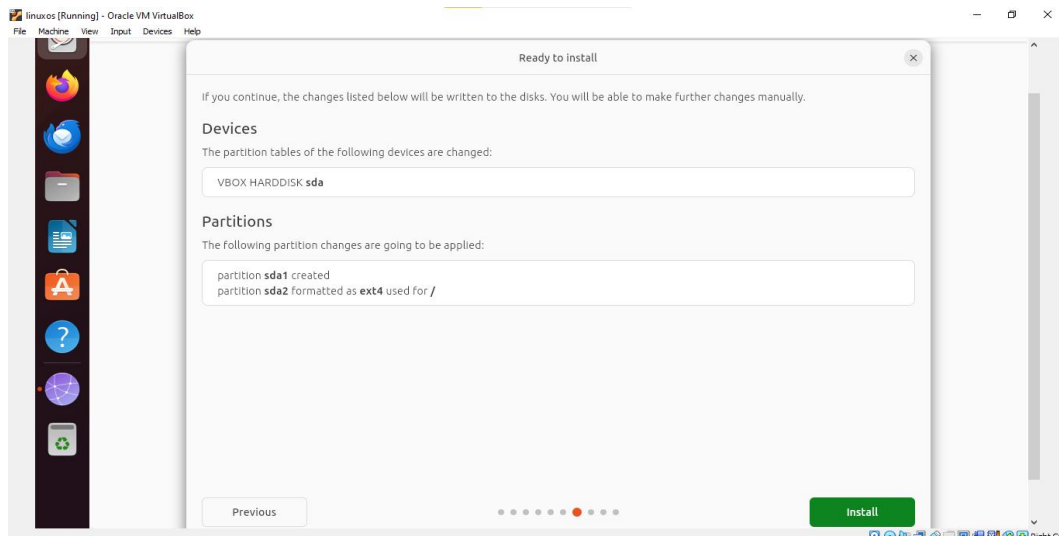 linuxos [Running] - Oracle VM VirtualBox
File Machine View Input Devices Help
Ready to install
If you continue, the changes listed below will be written to the disks. You will be able to make further changes manually.
Devices
The partition tables of the following devices are changed:
VBOX HARDDISK sda
Partitions
The following partition changes are going to be applied:
partition sda1 created
partition sda2 formatted as ext4 used for /
Previous
Install